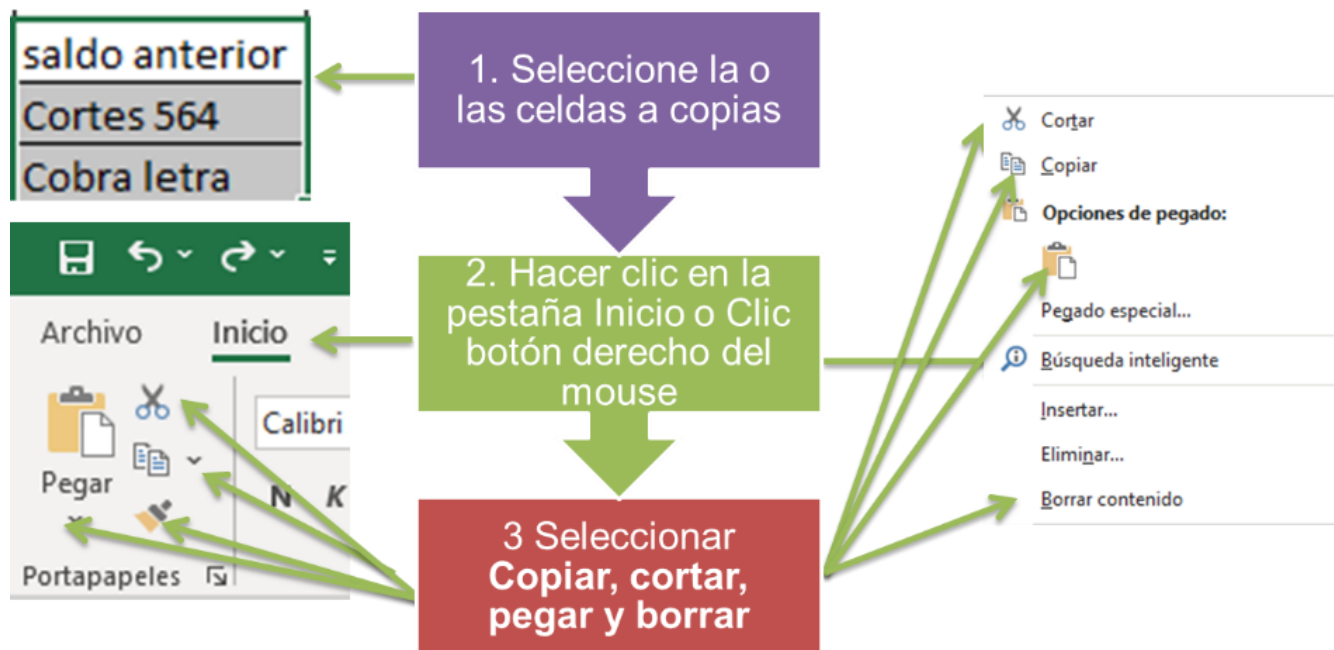 saldo anterior
Cortes 564
Cobra letra
1. Seleccione la o
las celdas a copias
Archivo
Inicio
Pegar
Calibri
N K
Portapapeles
2. Hacer clic en la
pestaña Inicio o Clic
botón derecho del
mouse
3 Seleccionar
Copiar, cortar,
pegar y borrar
Cortar
Copiar
Opciones de pegado:
Pegado especial...
Búsqueda inteligente
Insertar...
Eliminar...
Borrar contenido